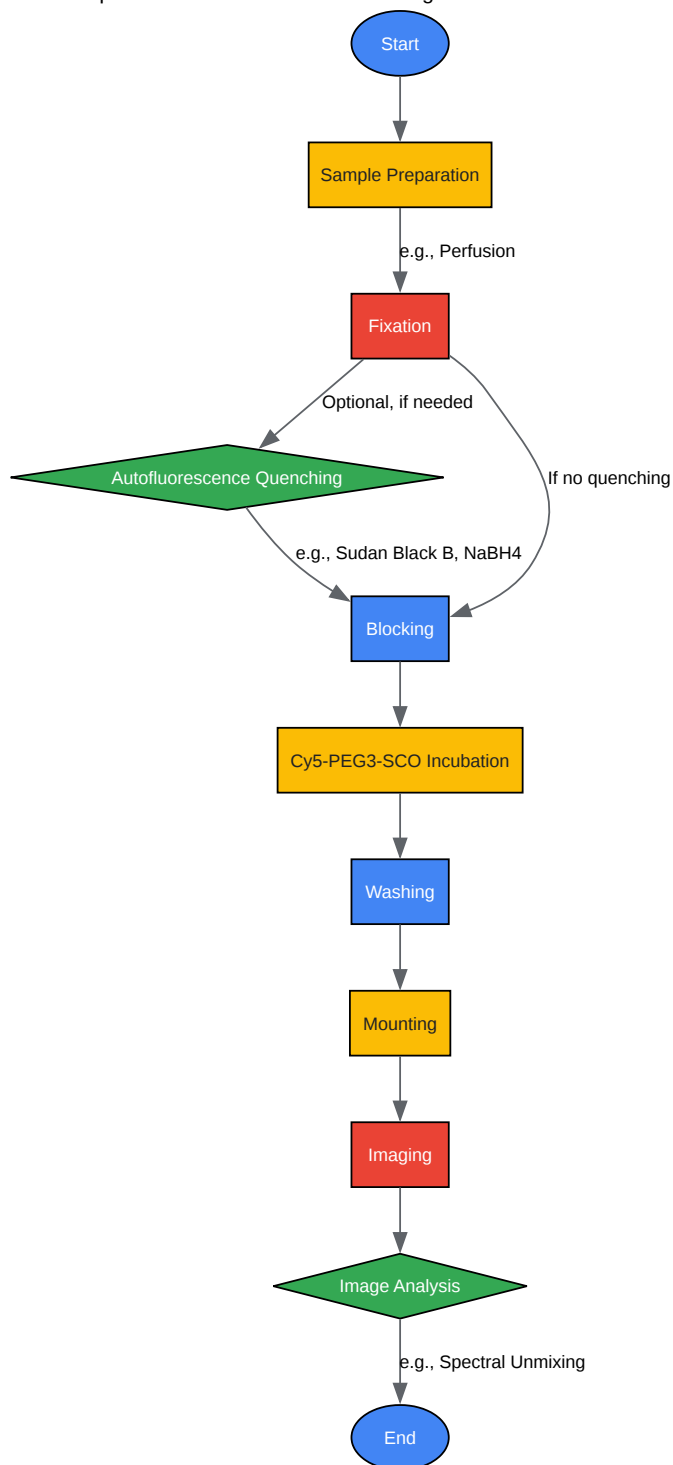 Start
Sample Preparation
e.g., Perfusion
Fixation
Optional, if needed
Autofluorescence Quenching
If no quenching
e.g., Sudan Black B, NaBH4
Blocking
Cy5-PEG3-SCO Incubation
Washing
Mounting
Imaging
Image Analysis
e.g., Spectral Unmixing
End